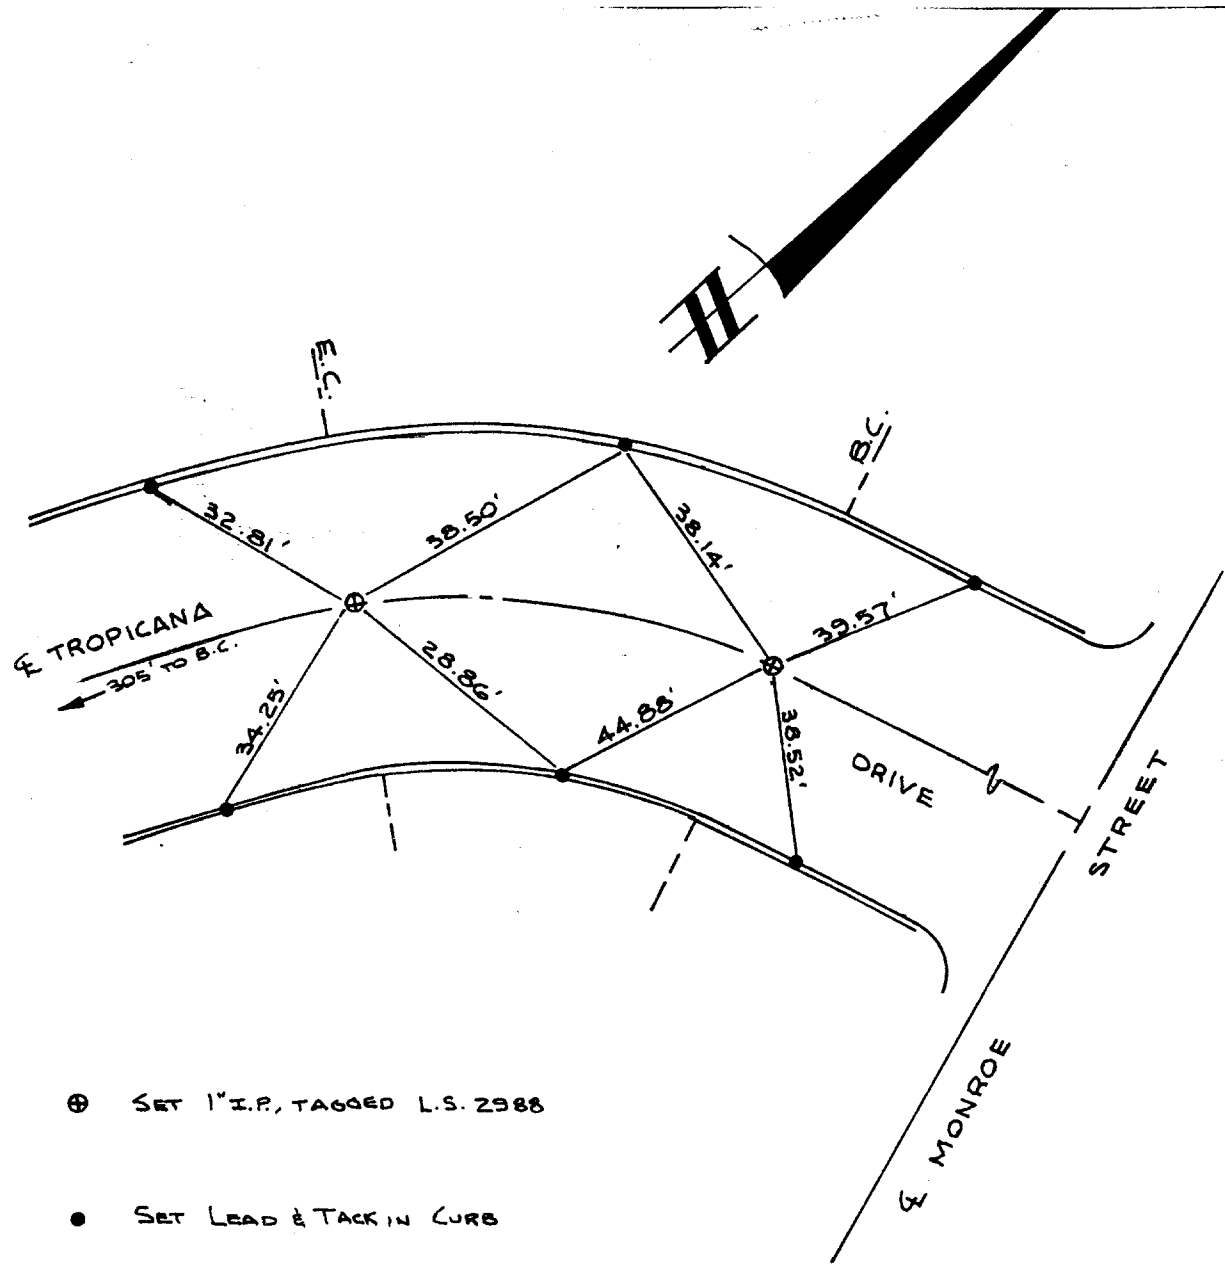 E.C.
B.C.
32.81'
38.50'
38.14'
39.57'
℄ TROPICANA
305' TO B.C.
34.25'
28.86'
44.88'
38.52'
DRIVE
STREET
℄ MONROE
SET 1" I.P., TAGGED L.S. 2988
SET LEAD & TACK IN CURB